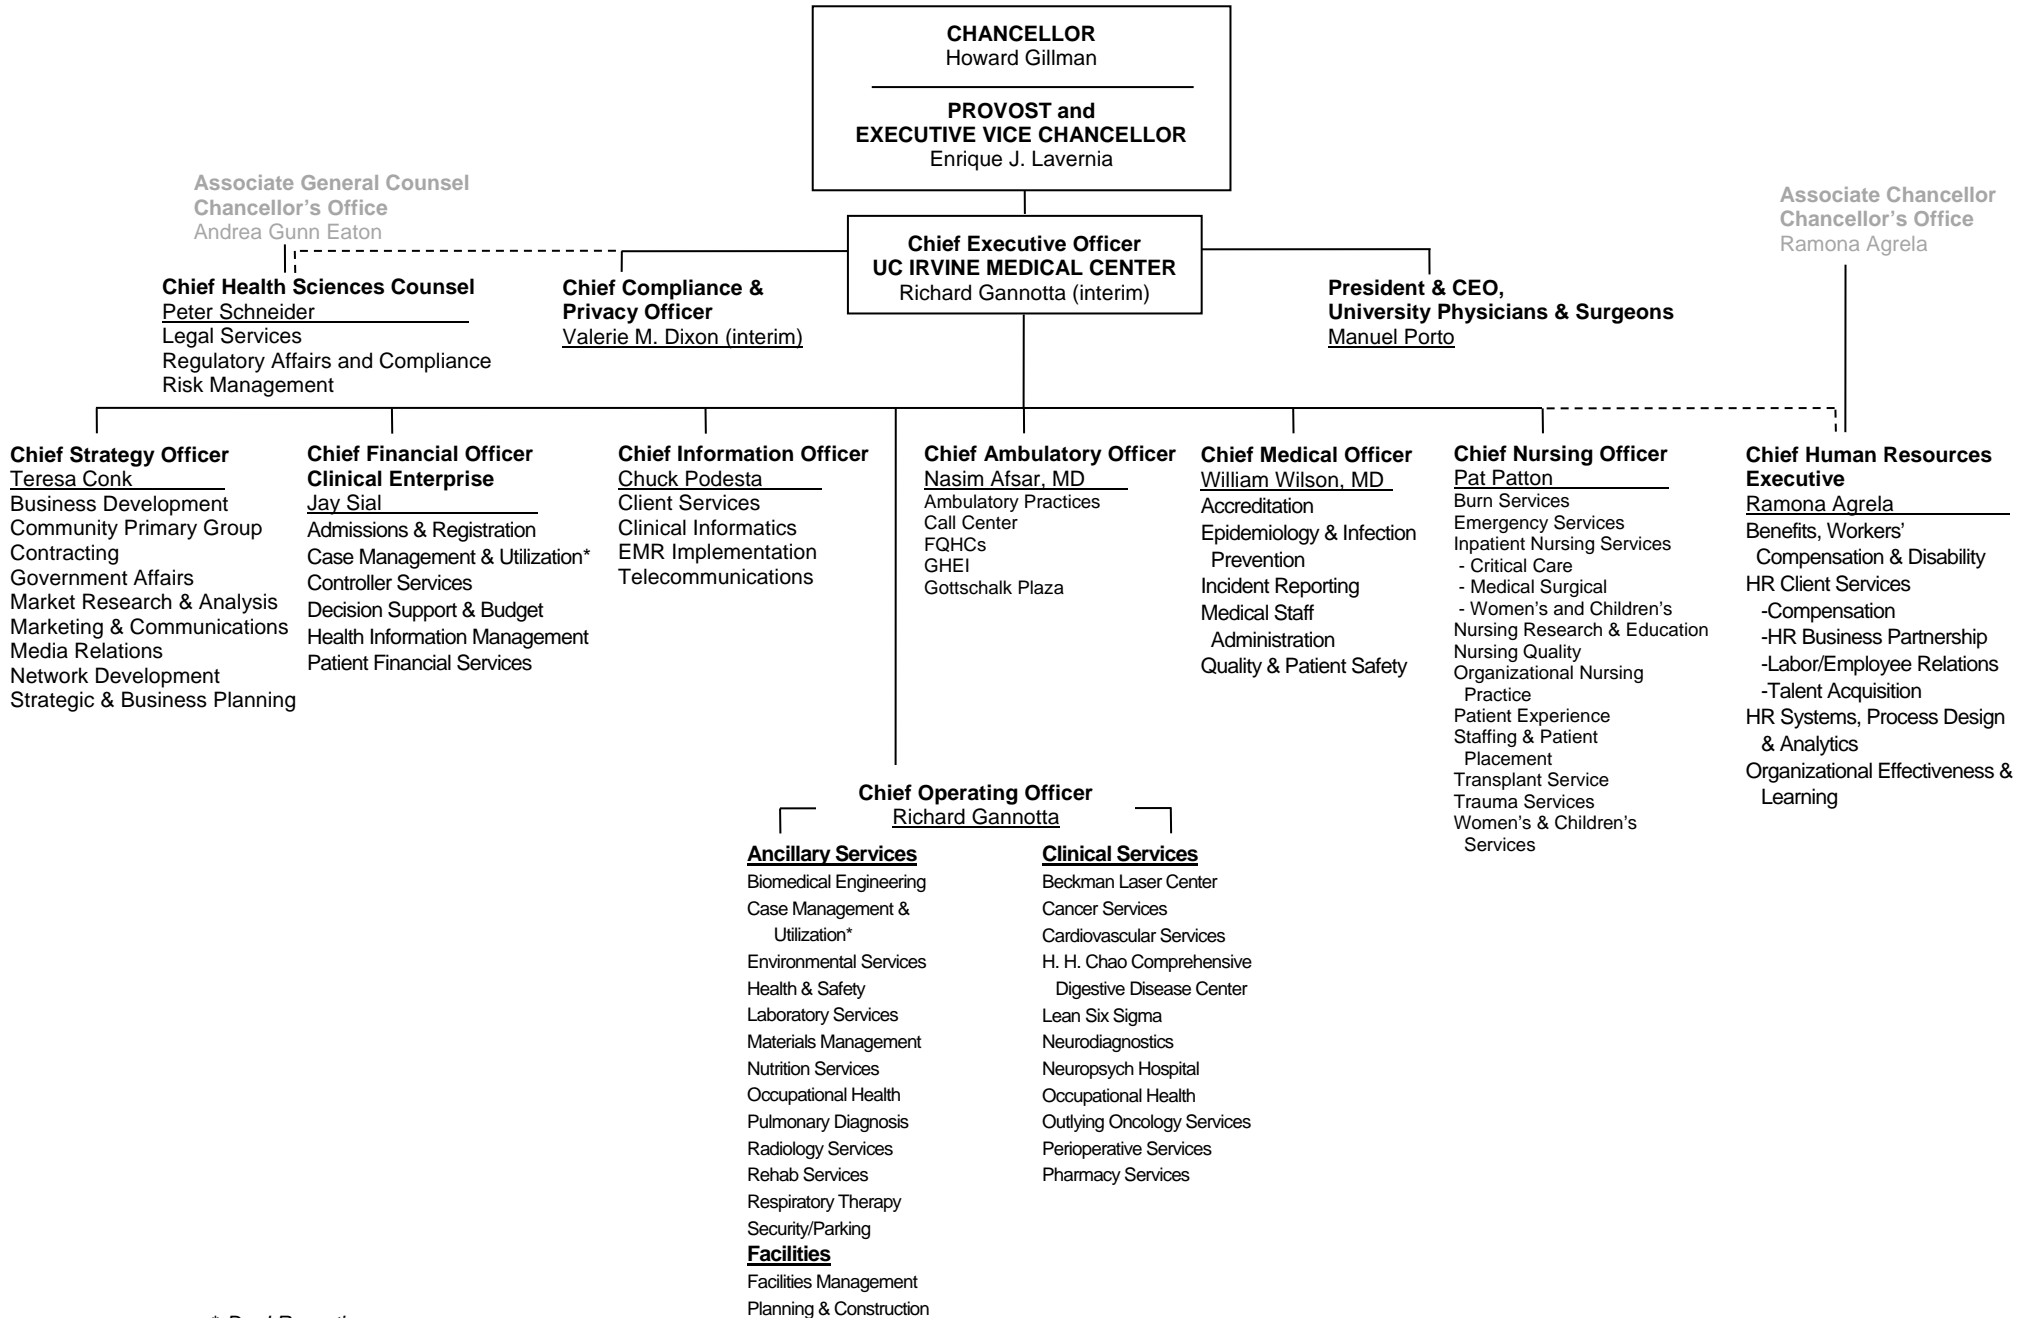 CHANCELLOR
Howard Gillman
PROVOST and
EXECUTIVE VICE CHANCELLOR
Enrique J. Lavernia
Associate General Counsel
Chancellor's Office
Andrea Gunn Eaton
Associate Chancellor
Chancellor's Office
Ramona Agrela
Chief Executive Officer
UC IRVINE MEDICAL CENTER
Richard Gannotta (interim)
Chief Health Sciences Counsel
Peter Schneider
Legal Services
Regulatory Affairs and Compliance
Risk Management
Chief Compliance &
Privacy Officer
Valerie M. Dixon (interim)
President & CEO,
University Physicians & Surgeons
Manuel Porto
Chief Strategy Officer
Teresa Conk
Business Development
Community Primary Group
Contracting
Government Affairs
Market Research & Analysis
Marketing & Communications
Media Relations
Network Development
Strategic & Business Planning
Chief Financial Officer
Clinical Enterprise
Jay Sial
Admissions & Registration
Case Management & Utilization*
Controller Services
Decision Support & Budget
Health Information Management
Patient Financial Services
Chief Information Officer
Chuck Podesta
Client Services
Clinical Informatics
EMR Implementation
Telecommunications
Chief Ambulatory Officer
Nasim Afsar, MD
Ambulatory Practices
Call Center
FQHCs
GHEI
Gottschalk Plaza
Chief Medical Officer
William Wilson, MD
Accreditation
Epidemiology & Infection
Prevention
Incident Reporting
Medical Staff
Administration
Quality & Patient Safety
Chief Nursing Officer
Pat Patton
Burn Services
Emergency Services
Inpatient Nursing Services
- Critical Care
- Medical Surgical
- Women's and Children's
Nursing Research & Education
Nursing Quality
Organizational Nursing
Practice
Patient Experience
Staffing & Patient
Placement
Transplant Service
Trauma Services
Women's & Children's
Services
Chief Human Resources
Executive
Ramona Agrela
Benefits, Workers'
Compensation & Disability
HR Client Services
-Compensation
-HR Business Partnership
-Labor/Employee Relations
-Talent Acquisition
HR Systems, Process Design
& Analytics
Organizational Effectiveness &
Learning
Chief Operating Officer
Richard Gannotta
Ancillary Services
Biomedical Engineering
Case Management &
Utilization*
Environmental Services
Health & Safety
Laboratory Services
Materials Management
Nutrition Services
Occupational Health
Pulmonary Diagnosis
Radiology Services
Rehab Services
Respiratory Therapy
Security/Parking
Facilities
Facilities Management
Planning & Construction
Clinical Services
Beckman Laser Center
Cancer Services
Cardiovascular Services
H. H. Chao Comprehensive
Digestive Disease Center
Lean Six Sigma
Neurodiagnostics
Neuropsych Hospital
Occupational Health
Outlying Oncology Services
Perioperative Services
Pharmacy Services